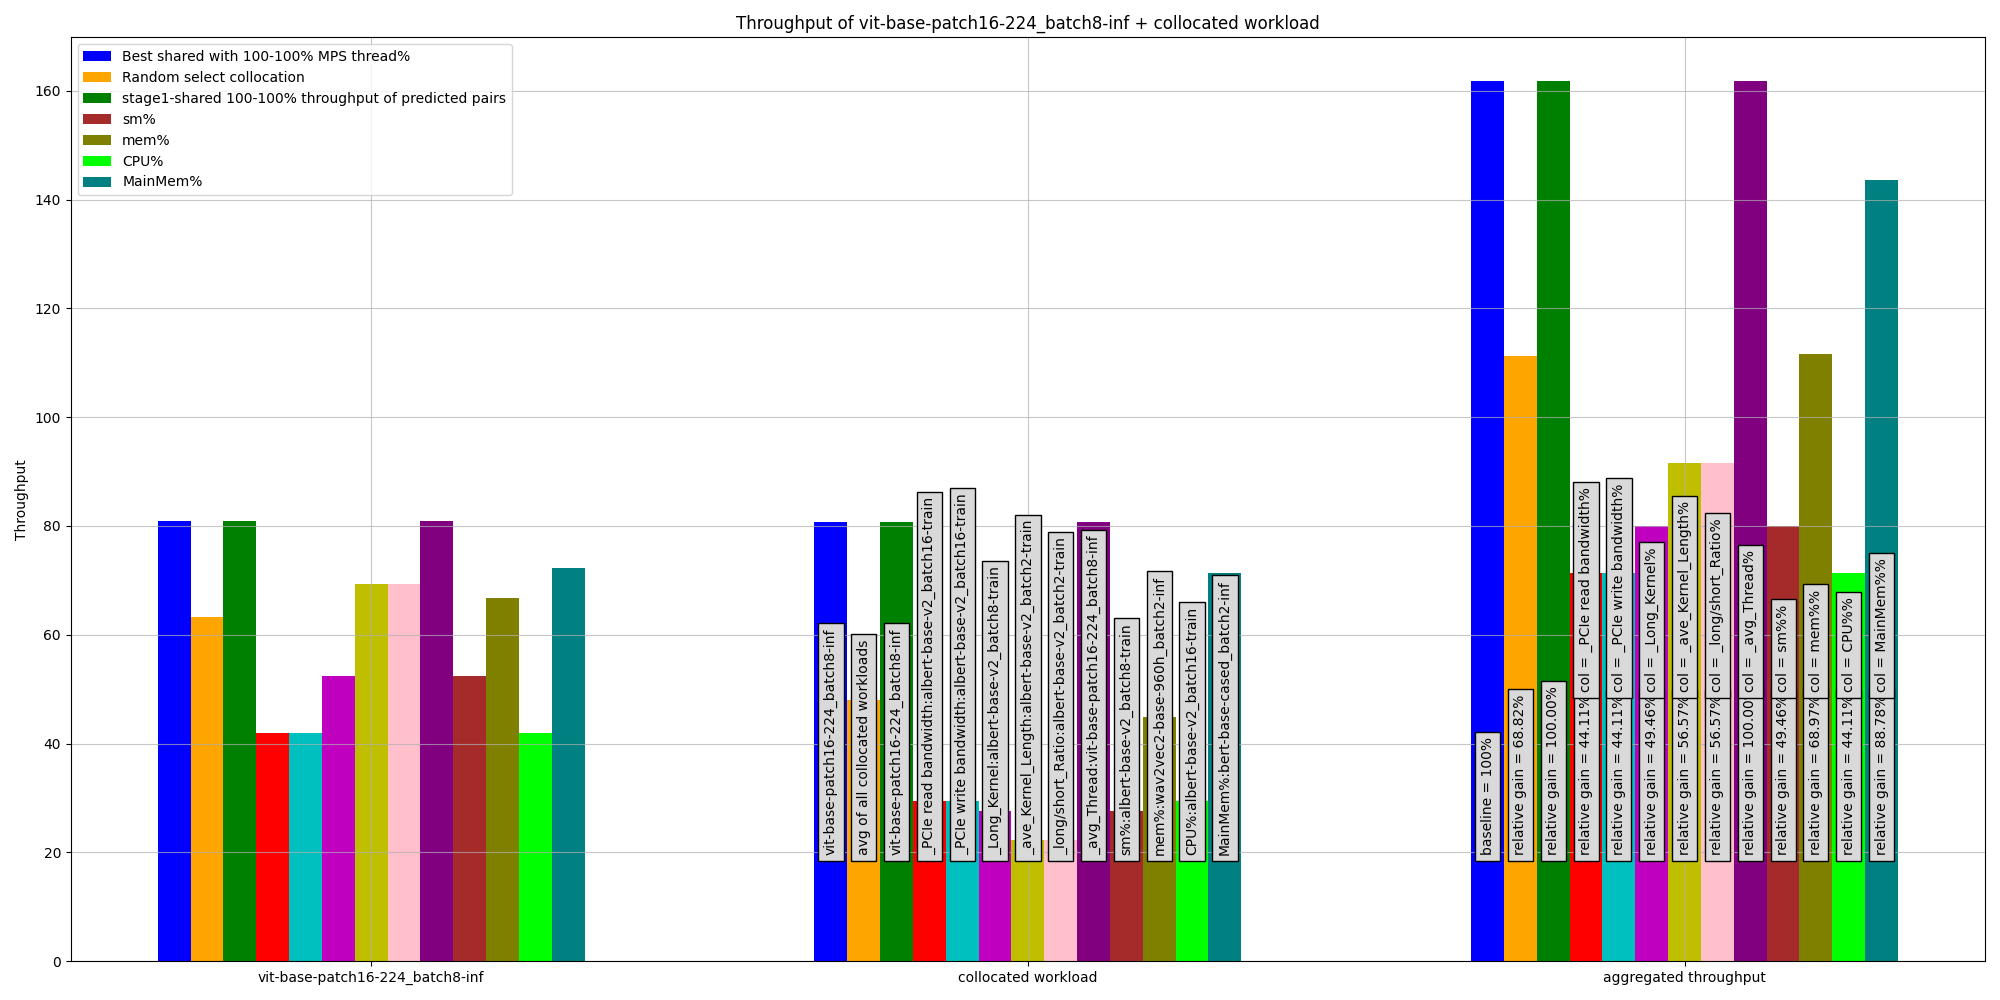 Throughput of vit-base-patch16-224_batch8-inf + collocated workload
Best shared with 100-100% MPS thread%
Random select collocation
stage1-shared 100-100% throughput of predicted pairs
sm%
mem%
CPU%
MainMem%
Throughput
160
140
120
100
80
60
40
20
0
vit-base-patch16-224_batch8-inf
avg of all collocated workloads
vit-base-patch16-224_batch8-inf
_PCIe read bandwidth:albert-base-v2_batch16-train
_PCIe write bandwidth:albert-base-v2_batch16-train
_Long_Kernel:albert-base-v2_batch8-train
_ave_Kernel_Length:albert-base-v2_batch2-train
_long/short_Ratio:albert-base-v2_batch2-train
_avg_Thread:vit-base-patch16-224_batch8-inf
sm%:albert-base-v2_batch8-train
mem%:wav2vec2-base-960h_batch2-inf
CPU%:albert-base-v2_batch16-train
MainMem%:bert-base-cased_batch2-inf
baseline = 100%
relative gain = 68.82%
relative gain = 100.00%
relative gain = 44.11%
col = _PCIe read bandwidth%
relative gain = 44.11%
col = _PCIe write bandwidth%
relative gain = 49.46%
col = _Long_Kernel%
relative gain = 56.57%
col = _ave_Kernel_Length%
relative gain = 56.57%
col = _long/short_Ratio%
relative gain = 100.00
col = _avg_Thread%
relative gain = 49.46%
col = sm%%
relative gain = 68.97%
col = mem%%
relative gain = 44.11%
col = CPU%%
relative gain = 88.78%
col = MainMem%%
vit-base-patch16-224_batch8-inf
collocated workload
aggregated throughput